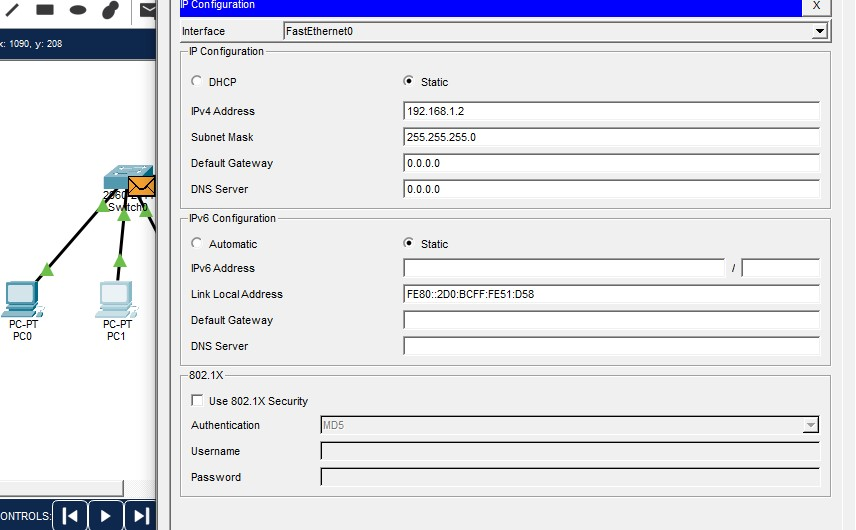 IP Configuration X
Interface FastEthernet0
x: 1090, y: 208
IP Configuration
DHCP Static
IPv4 Address 192.168.1.2
Subnet Mask 255.255.255.0
Default Gateway 0.0.0.0
DNS Server 0.0.0.0
Switch0
IPv6 Configuration
Automatic Static
IPv6 Address /
Link Local Address FE80::2D0:BCFF:FE51:D58
Default Gateway
DNS Server
PC-PT
PC0
PC-PT
PC1
802.1X
Use 802.1X Security
Authentication MD5
Username
Password
ONTROLS: